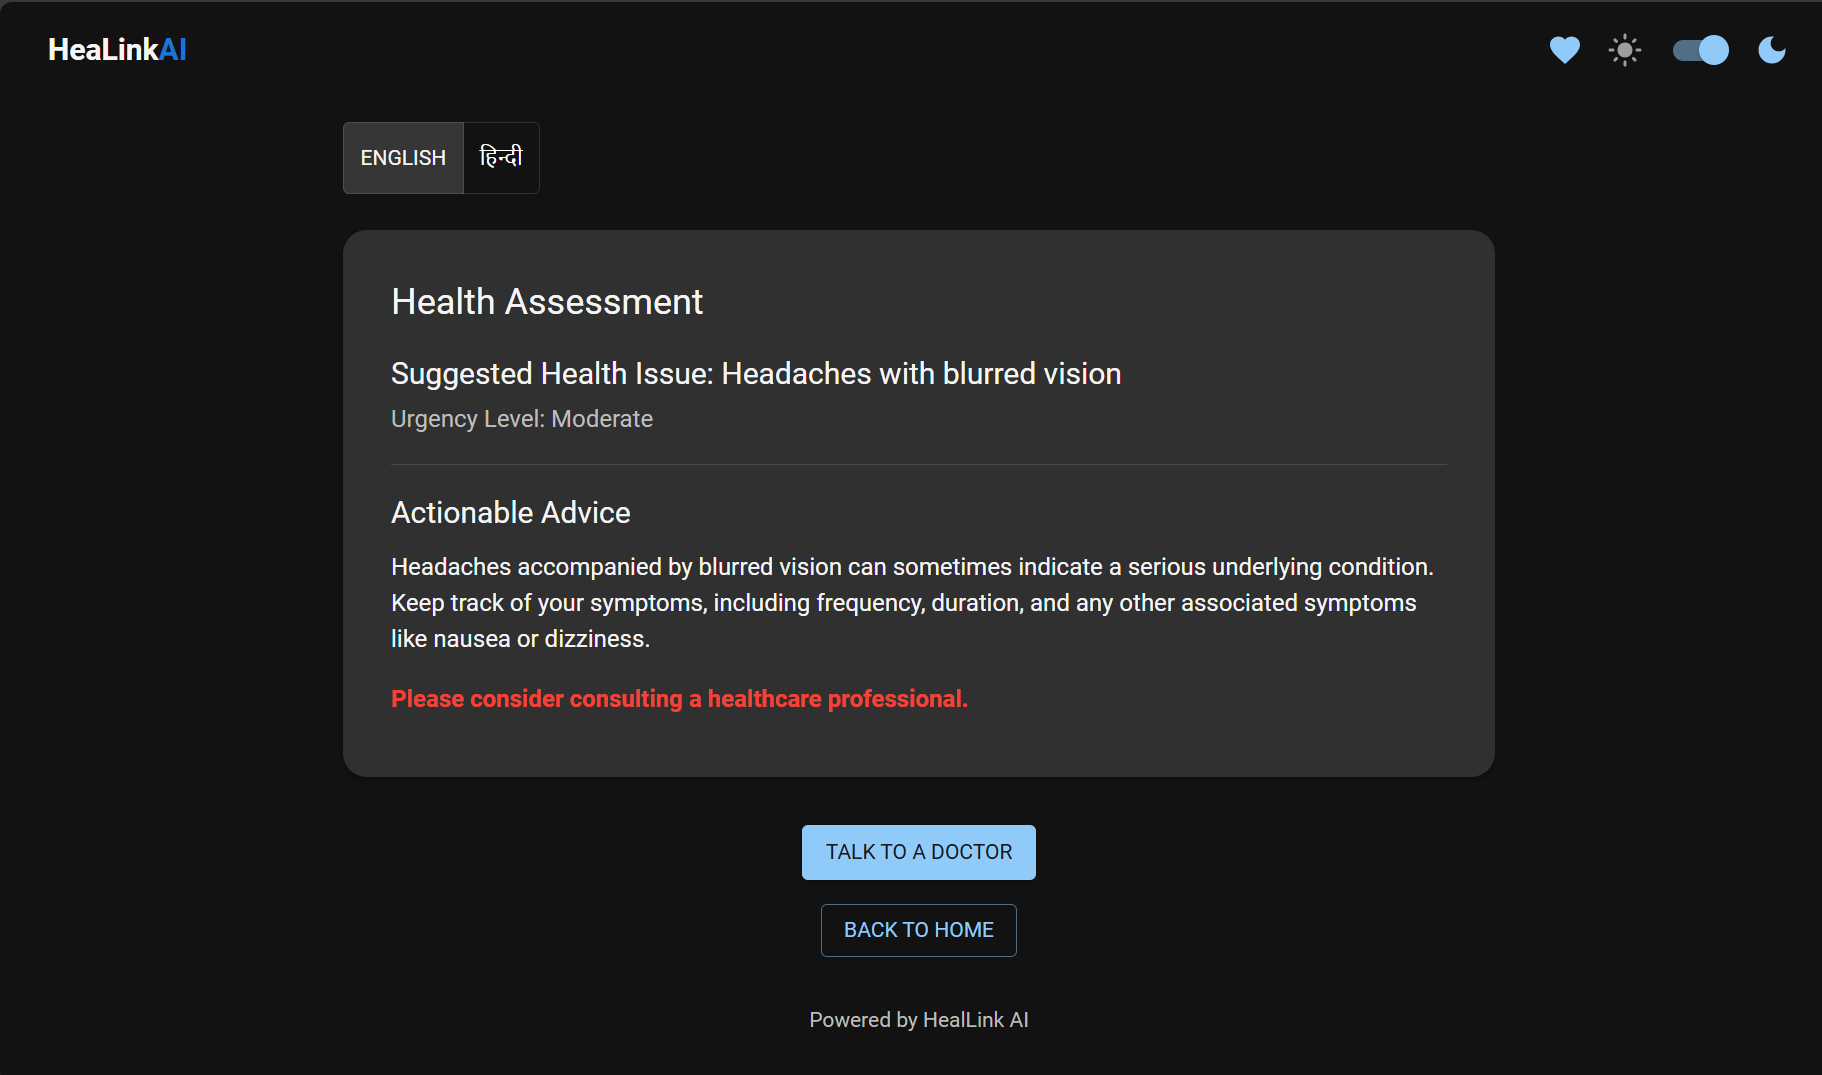 HeaLinkAI
ENGLISH
हिन्दी
Health Assessment
Suggested Health Issue: Headaches with blurred vision
Urgency Level: Moderate
Actionable Advice
Headaches accompanied by blurred vision can sometimes indicate a serious underlying condition.
Keep track of your symptoms, including frequency, duration, and any other associated symptoms
like nausea or dizziness.
Please consider consulting a healthcare professional.
TALK TO A DOCTOR
BACK TO HOME
Powered by HealLink AI